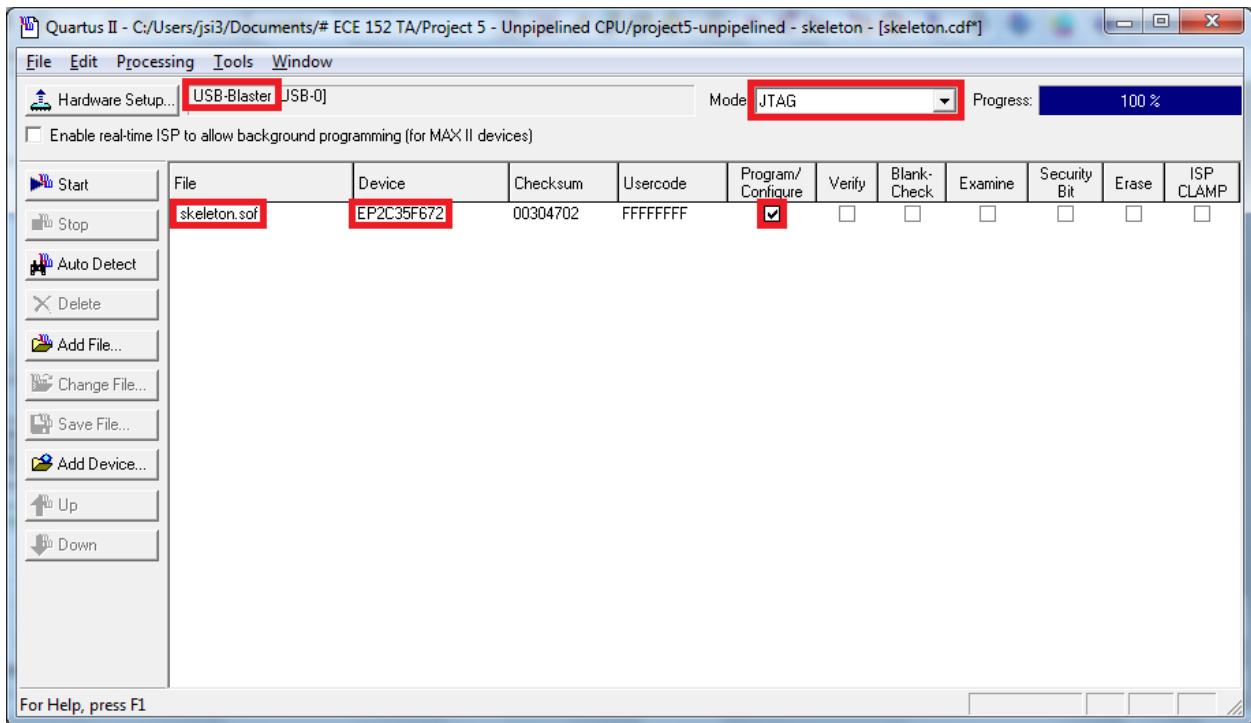 Quartus II - C:/Users/jsi3/Documents/# ECE 152 TA/Project 5 - Unpipelined CPU/project5-unpipelined - skeleton - [skeleton.cdf*]
File Edit Processing Tools Window
Hardware Setup... USB-Blaster USB-0] Mode JTAG Progress: 100 %
Enable real-time ISP to allow background programming (for MAX II devices)
Start
Stop
Auto Detect
Delete
Add File...
Change File...
Save File...
Add Device...
Up
Down
File Device Checksum Usercode Program/ Configure Verify Blank- Check Examine Security Bit Erase ISP CLAMP
skeleton.sof EP2C35F672 00304702 FFFFFFFF
For Help, press F1